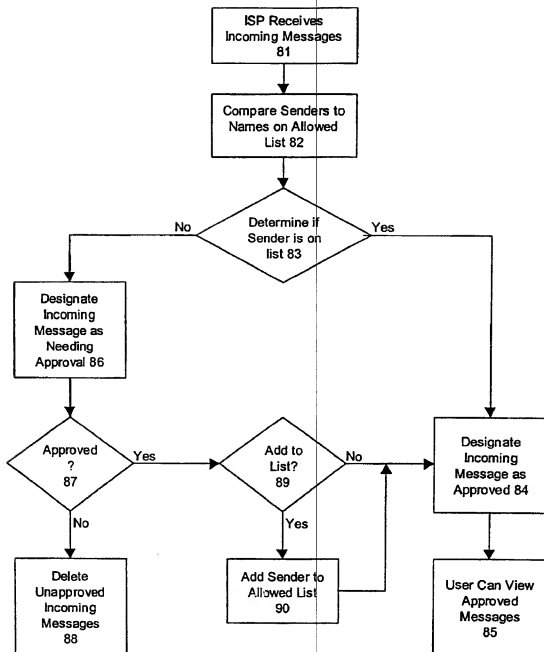 ISP Receives
Incoming Messages
81
Compare Senders to
Names on Allowed
List 82
No
Determine if
Sender is on
list 83
Yes
Designate
Incoming
Message as
Needing
Approval 86
Approved
?
87
Yes
Add to
List?
89
No
Designate
Incoming
Message as
Approved 84
No
Yes
Delete
Unapproved
Incoming
Messages
88
Add Sender to
Allowed List
90
User Can View
Approved
Messages
85